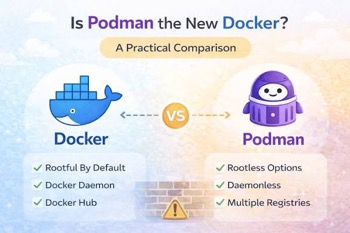 Is Podman the New Docker?
A Practical Comparison
VS
Docker
Podman
✓ Rootful By Default
✓ Docker Daemon
✓ Docker Hub
✓ Rootless Options
✓ Daemonless
✓ Multiple Registries